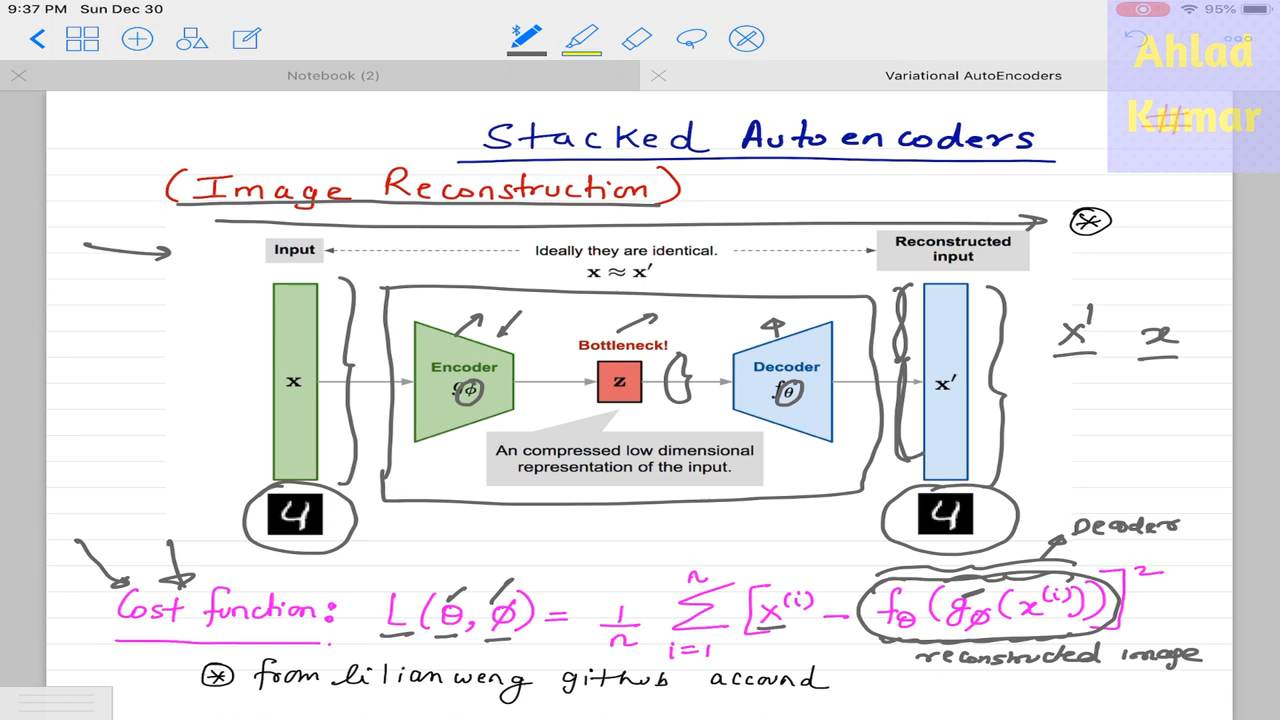 9:37 PM Sun Dec 30
95%
Notebook (2)
Variational AutoEncoders
Ahlad
Kumar
Stacked Autoencoders
(Image Reconstruction)
Input
Ideally they are identical.
x ≈ x′
Reconstructed
input
x' x
Bottleneck!
Encoder
gϕ
Decoder
fθ
x
z
x′
An compressed low dimensional
representation of the input.
4
4
Decoders
Cost function: L(θ, ϕ) = 1/n Σ_{i=1}^{n} [x^(i) − fθ(gϕ(x^(i)))]²
reconstructed image
⊛ from lilianweng github accound